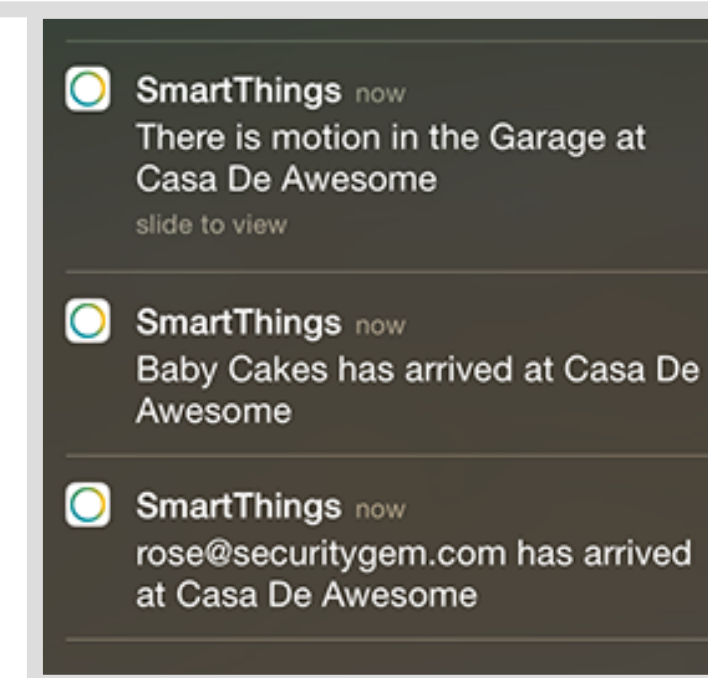 SmartThings now
There is motion in the Garage at
Casa De Awesome
slide to view
SmartThings now
Baby Cakes has arrived at Casa De
Awesome
SmartThings now
rose@securitygem.com has arrived
at Casa De Awesome